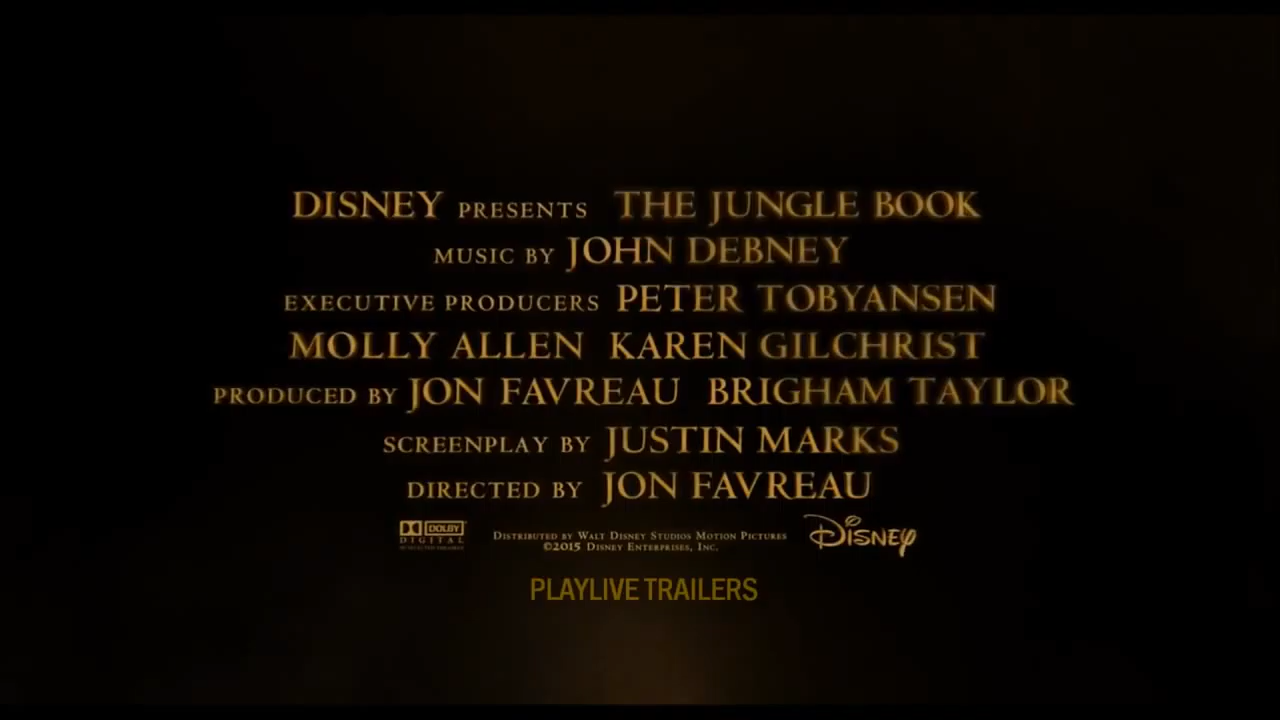 DISNEY PRESENTS THE JUNGLE BOOK
MUSIC BY JOHN DEBNEY
EXECUTIVE PRODUCERS PETER TOBYANSEN
MOLLY ALLEN KAREN GILCHRIST
PRODUCED BY JON FAVREAU BRIGHAM TAYLOR
SCREENPLAY BY JUSTIN MARKS
DIRECTED BY JON FAVREAU
DOLBY
DIGITAL
DISTRIBUTED BY WALT DISNEY STUDIOS MOTION PICTURES
©2015 DISNEY ENTERPRISES, INC.
Disney
PLAYLIVE TRAILERS